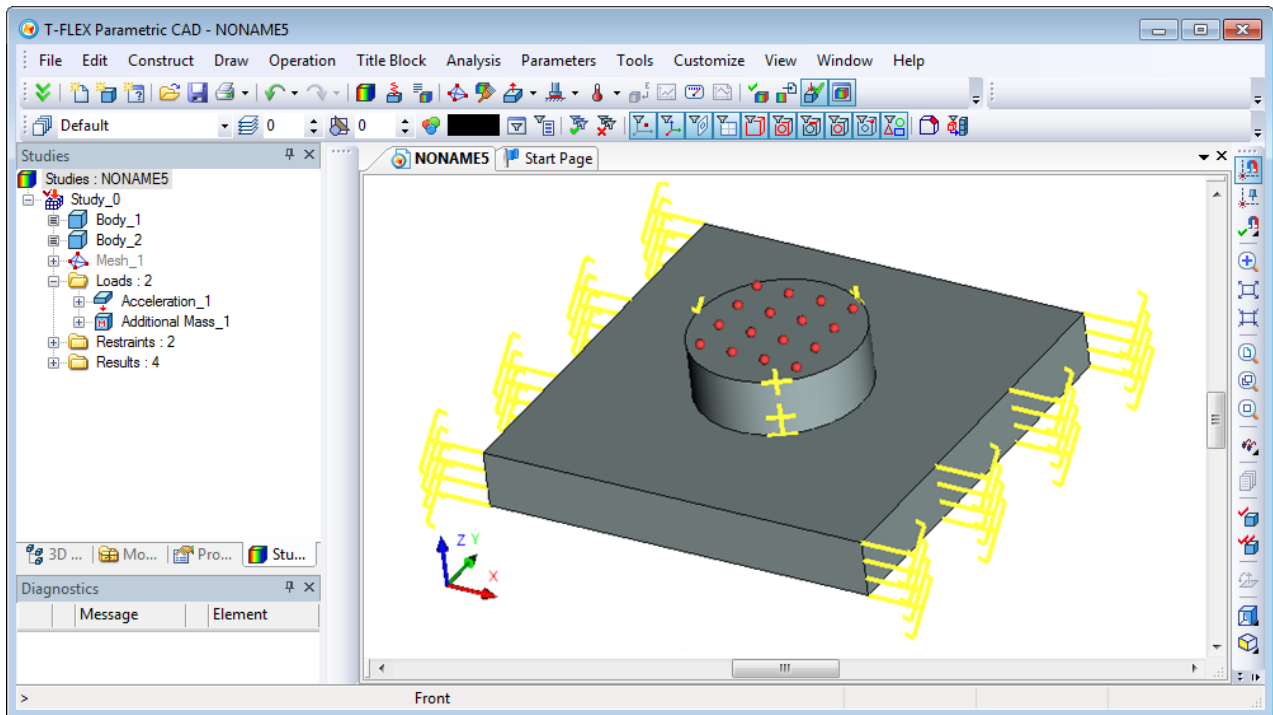 T-FLEX Parametric CAD - NONAME5
File Edit Construct Draw Operation Title Block Analysis Parameters Tools Customize View Window Help
Default 0 0
Studies
NONAME5 Start Page
Studies : NONAME5
Study_0
Body_1
Body_2
Mesh_1
Loads : 2
Acceleration_1
Additional Mass_1
Restraints : 2
Results : 4
Z Y
X
3D ... Mo... Pro... Stu...
Diagnostics
Message Element
> Front